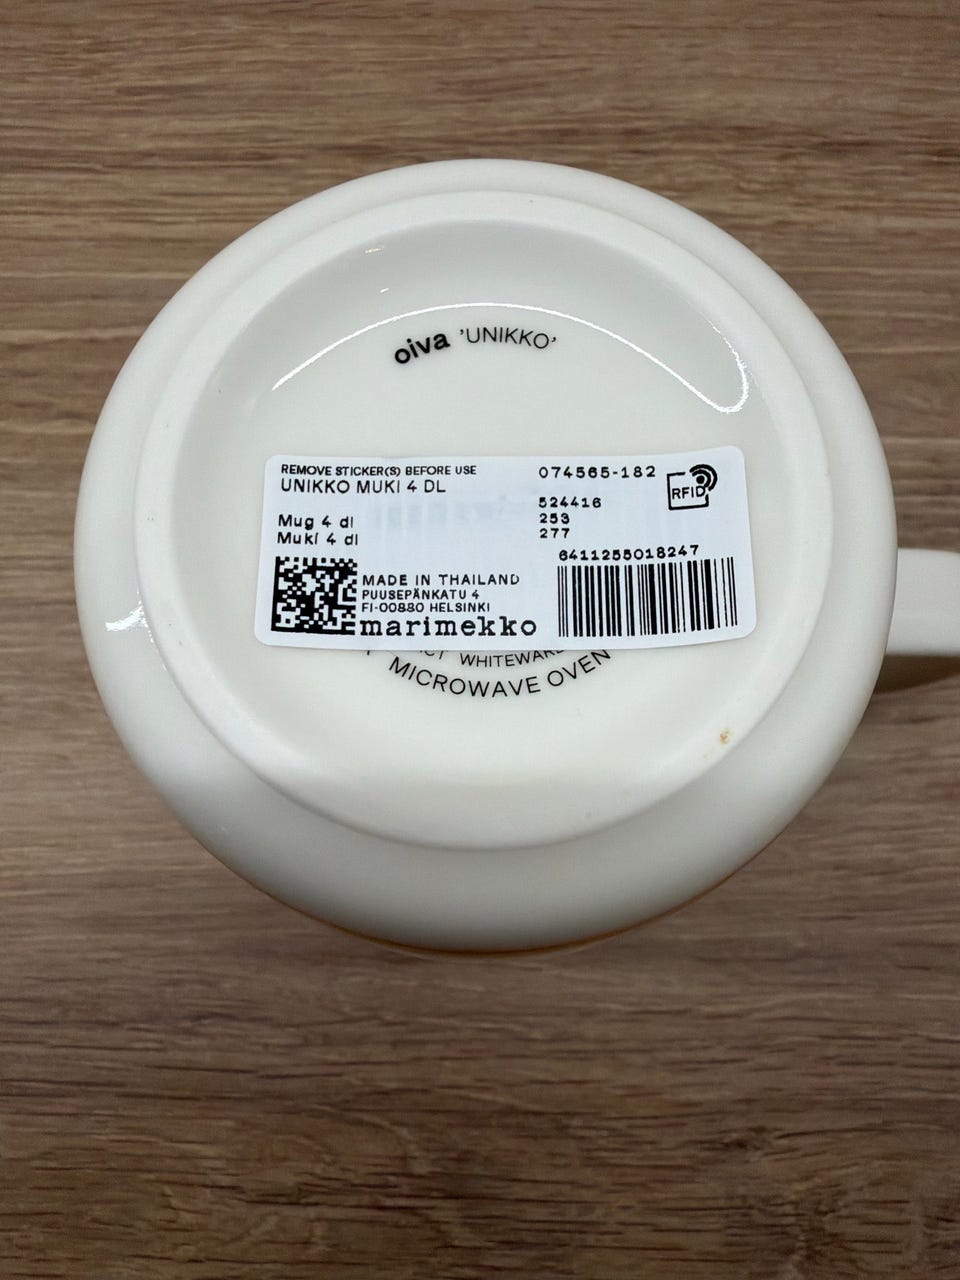 oiva 'UNIKKO'
REMOVE STICKER(S) BEFORE USE
UNIKKO MUKI 4 DL
074565-182
RFID
524416
253
277
Mug 4 dl
Muki 4 dl
6411255018247
MADE IN THAILAND
PUUSEPÄNKATU 4
FI-00880 HELSINKI
marimekko
WHITEWARE
MICROWAVE OVEN